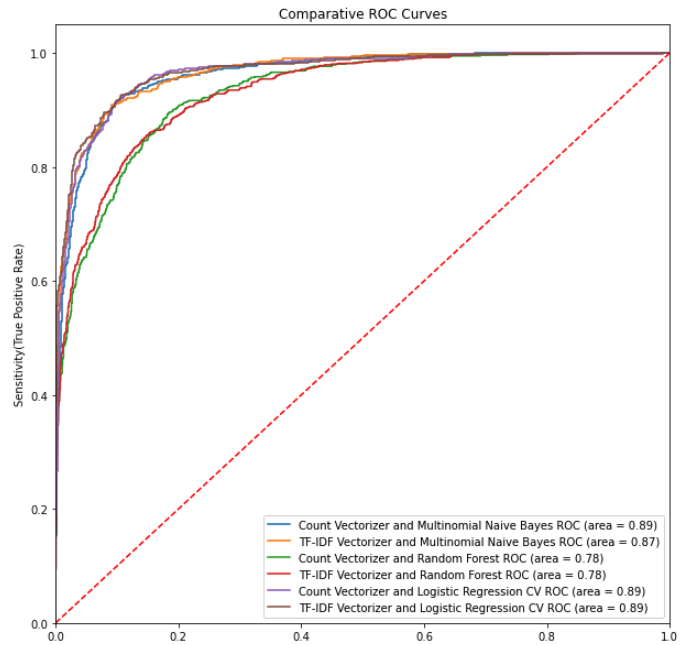 Comparative ROC Curves
1.0
0.8
0.6
0.4
0.2
0.0
Sensitivity(True Positive Rate)
Count Vectorizer and Multinomial Naive Bayes ROC (area = 0.89)
TF-IDF Vectorizer and Multinomial Naive Bayes ROC (area = 0.87)
Count Vectorizer and Random Forest ROC (area = 0.78)
TF-IDF Vectorizer and Random Forest ROC (area = 0.78)
Count Vectorizer and Logistic Regression CV ROC (area = 0.89)
TF-IDF Vectorizer and Logistic Regression CV ROC (area = 0.89)
0.0 0.2 0.4 0.6 0.8 1.0